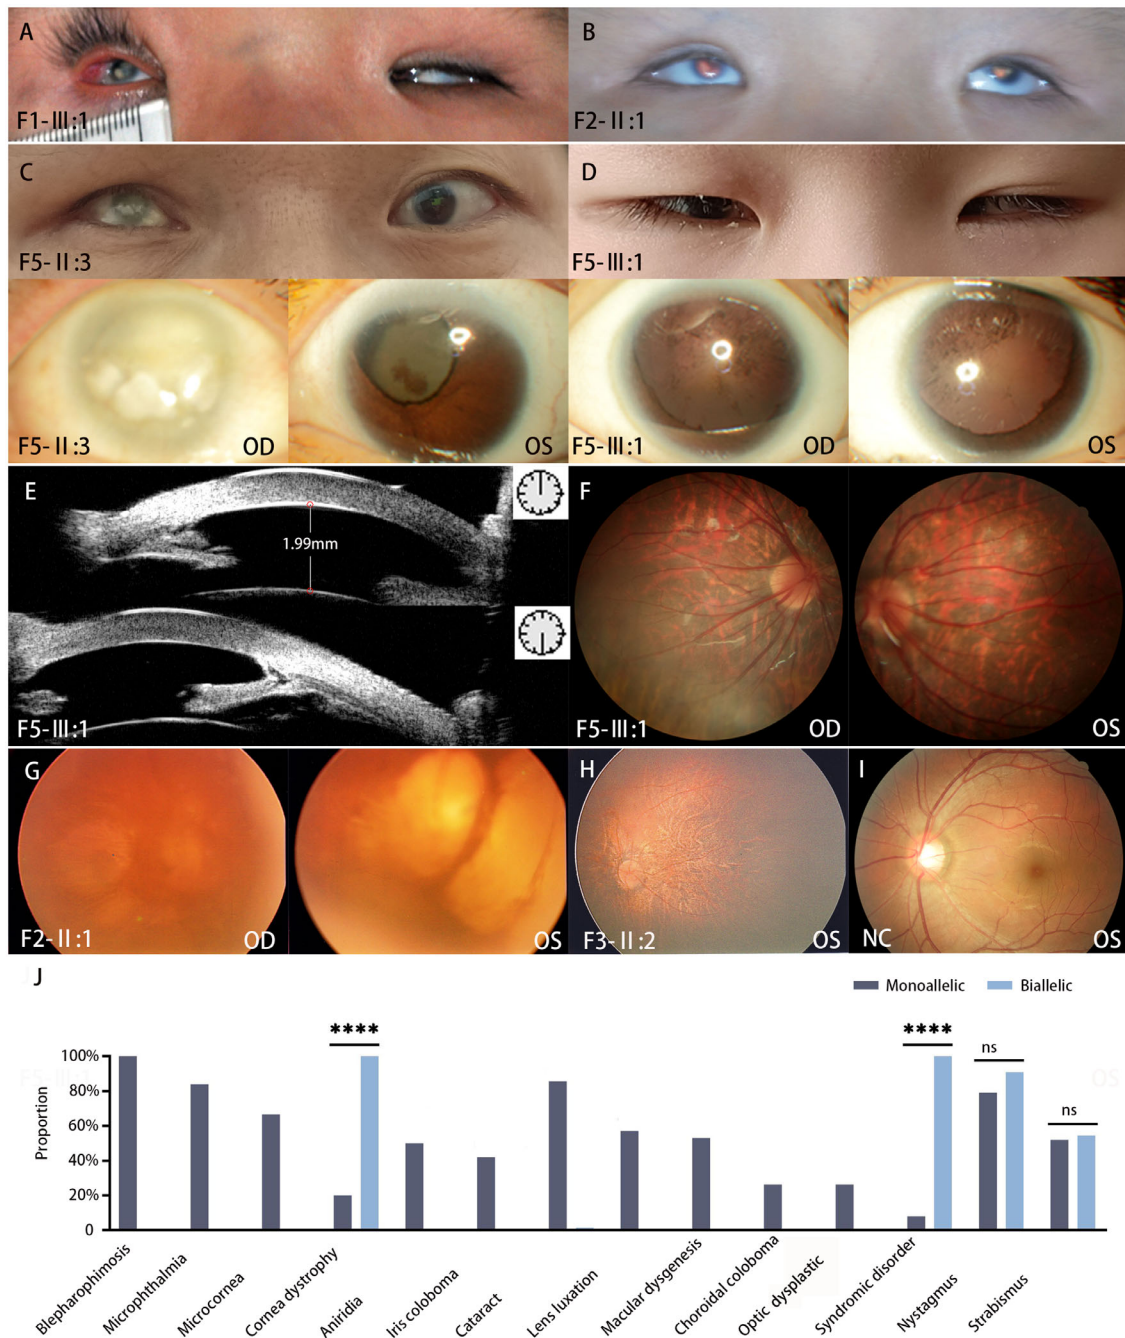 A
F1-III:1
B
F2-II:1
C
F5-II:3
D
F5-III:1
F5-II:3
OD
OS
F5-III:1
OD
OS
E
1.99mm
F5-III:1
F
F5-III:1
OD
OS
G
F2-II:1
OD
OS
H
F3-II:2
OS
I
NC
OS
J
Monoallelic
Biallelic
****
****
ns
ns
Proportion
100%
80%
60%
40%
20%
0
Blepharophimosis
Microphthalmia
Microcornea
Cornea dystrophy
Aniridia
Iris coloboma
Cataract
Lens luxation
Macular dysgenesis
Choroidal coloboma
Optic dysplastic
Syndromic disorder
Nystagmus
Strabismus